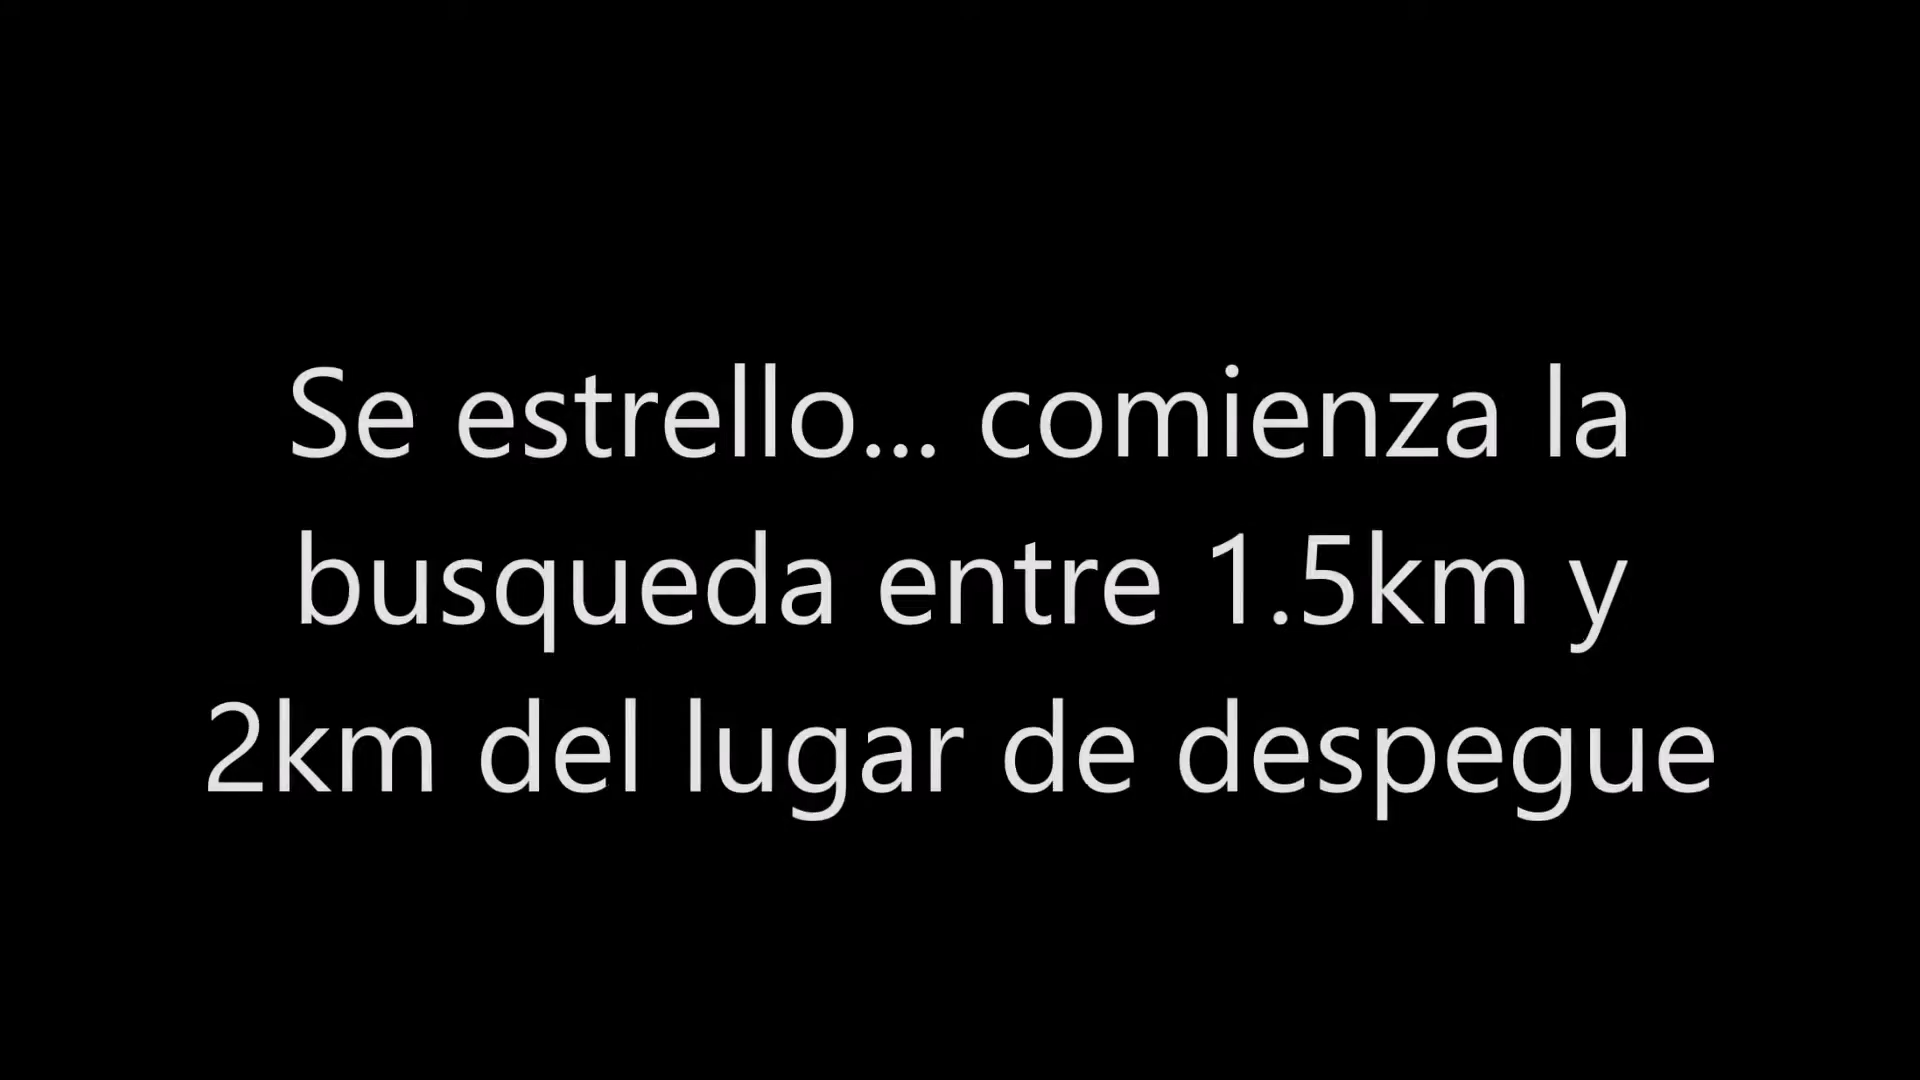 Se estrello... comienza la
busqueda entre 1.5km y
2km del lugar de despegue